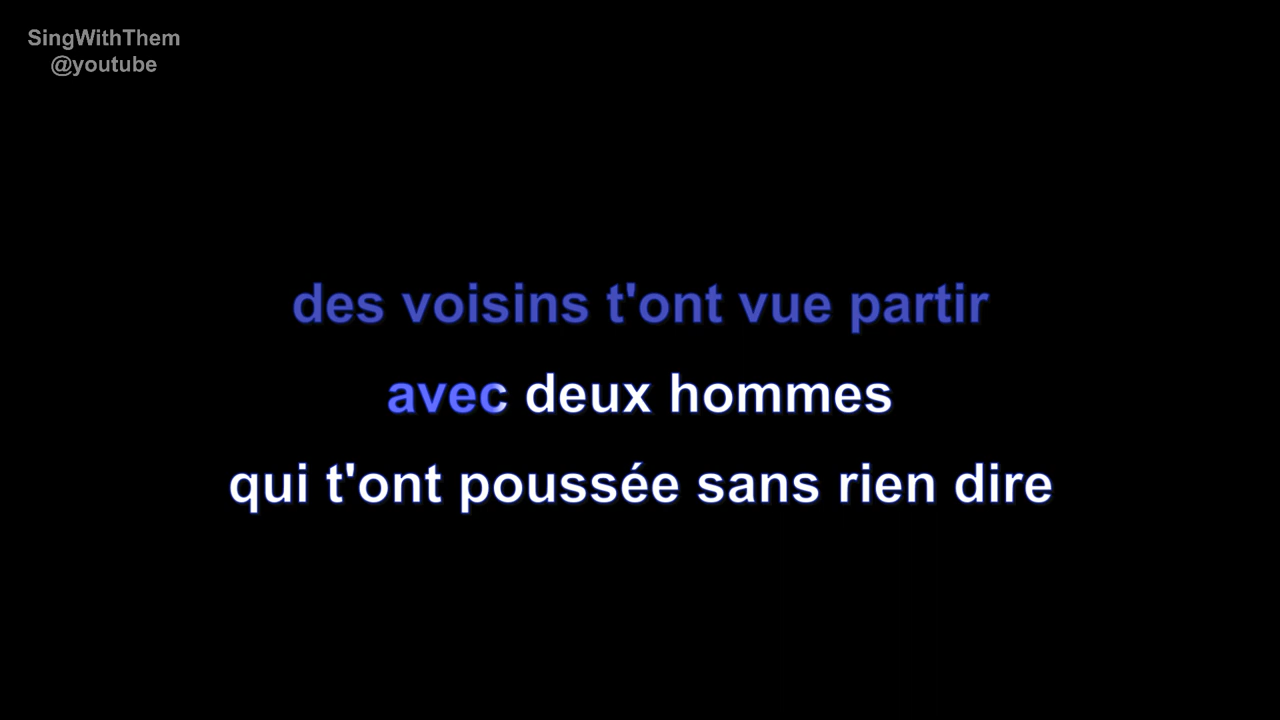 SingWithThem
@youtube
des voisins t'ont vue partir
avec deux hommes
qui t'ont poussée sans rien dire